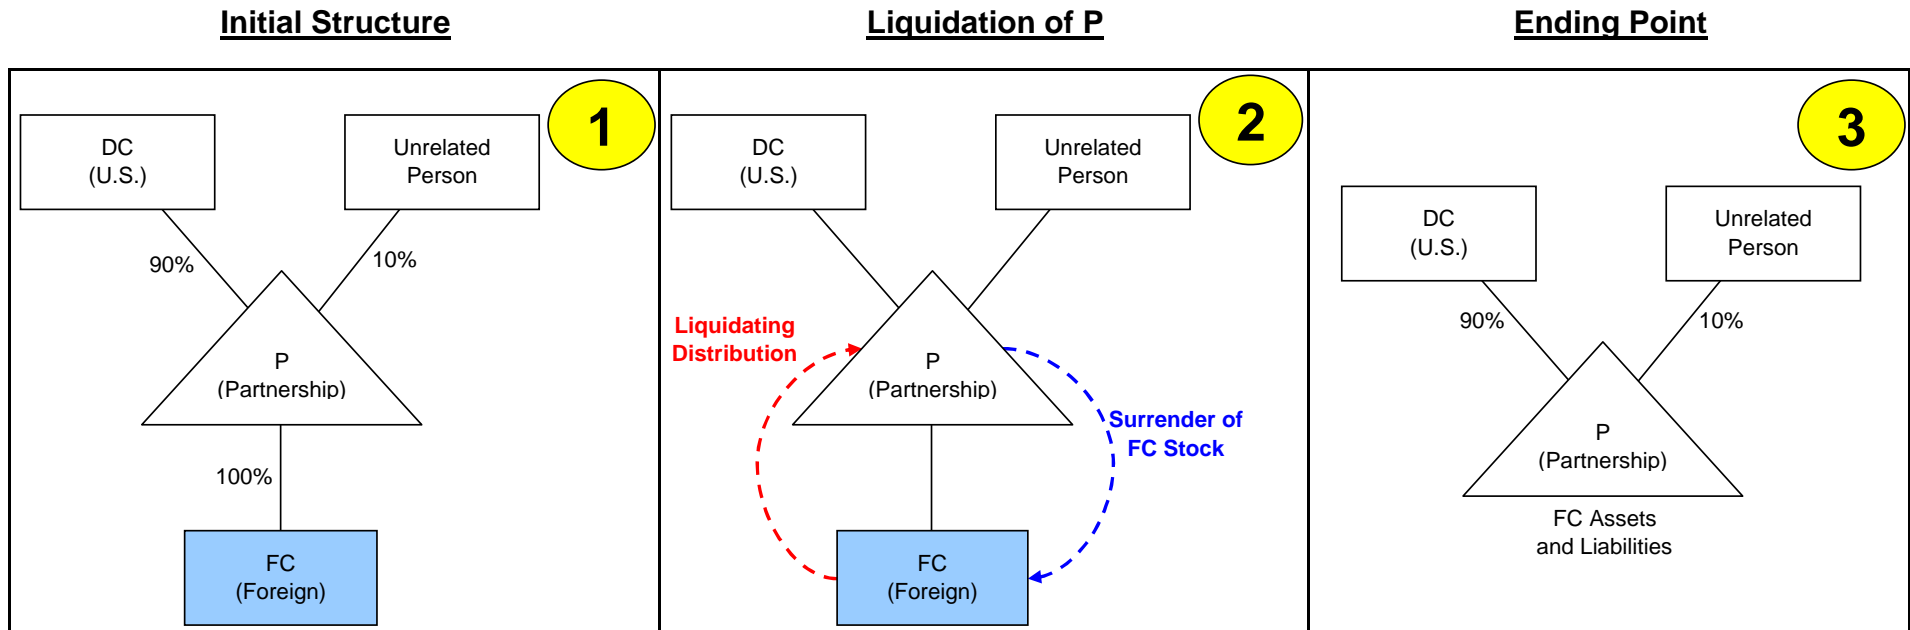 Initial Structure
Liquidation of P
Ending Point
1
DC
(U.S.)
Unrelated
Person
90%
10%
P
(Partnership)
100%
FC
(Foreign)
2
DC
(U.S.)
Unrelated
Person
Liquidating
Distribution
P
(Partnership)
Surrender of
FC Stock
FC
(Foreign)
3
DC
(U.S.)
Unrelated
Person
90%
10%
P
(Partnership)
FC Assets
and Liabilities